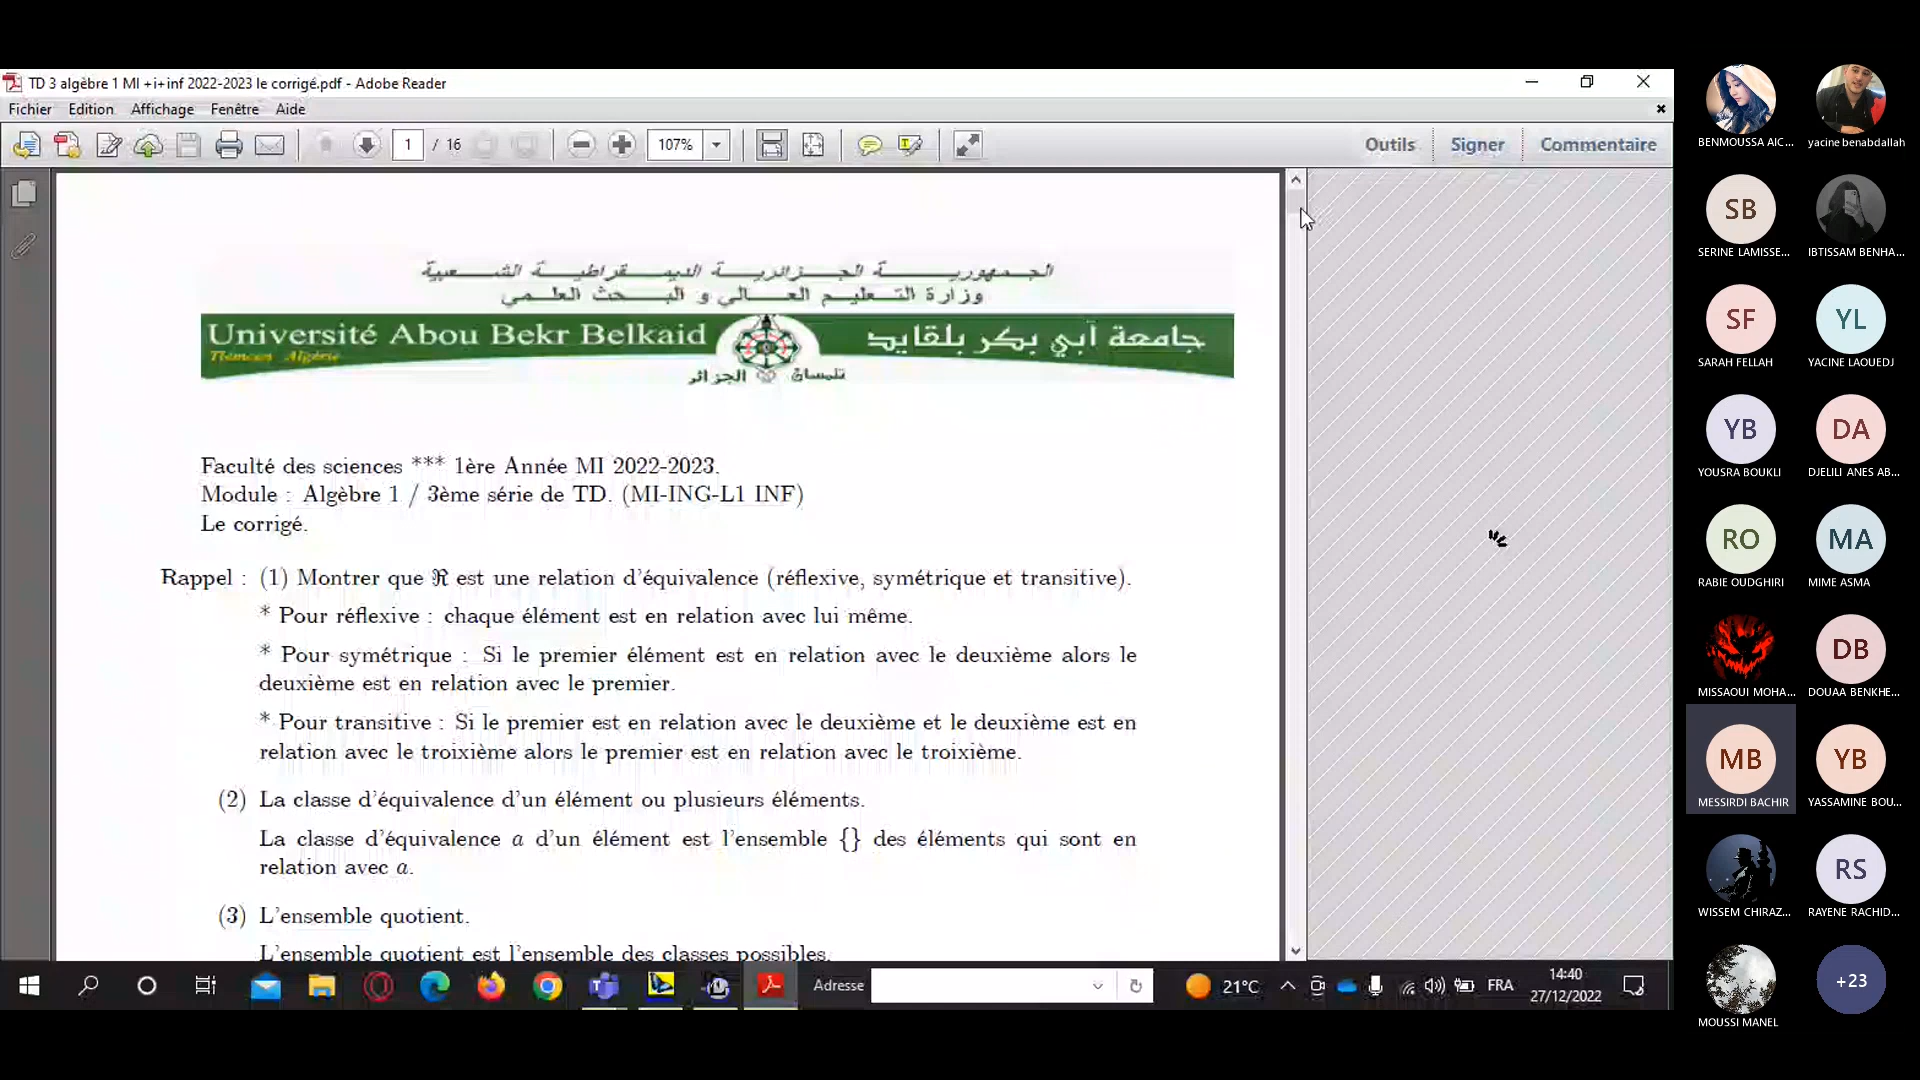 TD 3 algèbre 1 MI +i+inf 2022-2023 le corrigé.pdf - Adobe Reader
Fichier Edition Affichage Fenêtre Aide
1 / 16 107% Outils Signer Commentaire
الجمهورية الجزائرية الديمقراطية الشعبية
وزارة التعليم العالي و البحث العلمي
Université Abou Bekr Belkaid جامعة أبي بكر بلقايد
Tlemcen Algérie
تلمسان الجزائر
Faculté des sciences *** 1ère Année MI 2022-2023.
Module : Algèbre 1 / 3ème série de TD. (MI-ING-L1 INF)
Le corrigé.
Rappel : (1) Montrer que ℜ est une relation d'équivalence (réflexive, symétrique et transitive).
* Pour réflexive : chaque élément est en relation avec lui même.
* Pour symétrique : Si le premier élément est en relation avec le deuxième alors le
deuxième est en relation avec le premier.
* Pour transitive : Si le premier est en relation avec le deuxième et le deuxième est en
relation avec le troixième alors le premier est en relation avec le troixième.
(2) La classe d'équivalence d'un élément ou plusieurs éléments.
La classe d'équivalence a d'un élément est l'ensemble {} des éléments qui sont en
relation avec a.
(3) L'ensemble quotient.
L'ensemble quotient est l'ensemble des classes possibles.
Adresse 21°C FRA 14:40
27/12/2022
BENMOUSSA AIC... yacine benabdallah
SB
SERINE LAMISSE... IBTISSAM BENHA...
SF YL
SARAH FELLAH YACINE LAOUEDJ
YB DA
YOUSRA BOUKLI DJELILI ANES AB...
RO MA
RABIE OUDGHIRI MIME ASMA
DB
MISSAOUI MOHA... DOUAA BENKHE...
MB YB
MESSIRDI BACHIR YASSAMINE BOU...
RS
WISSEM CHIRAZ... RAYENE RACHID...
+23
MOUSSI MANEL